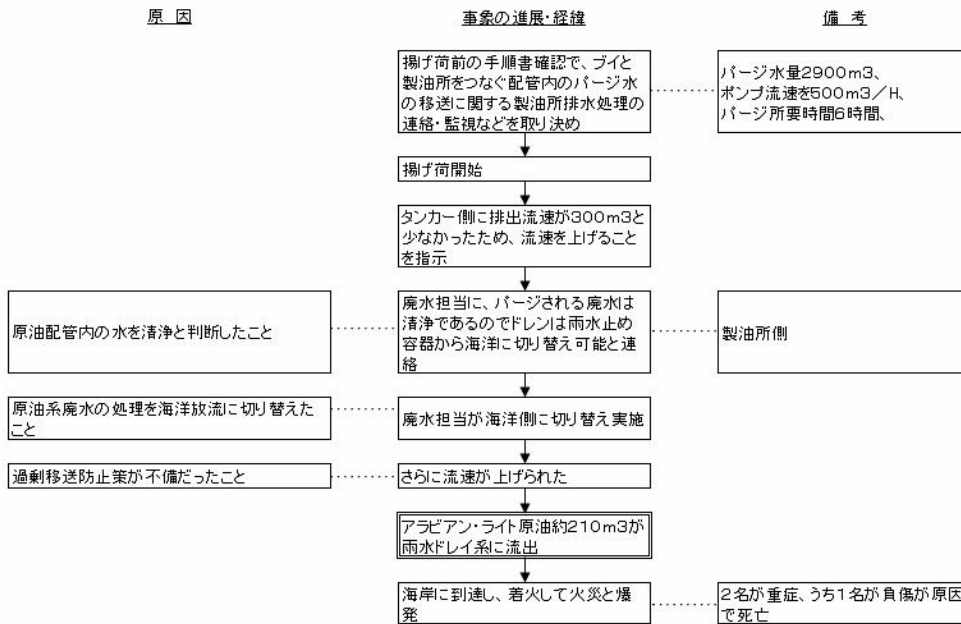 原 因
事象の進展・経緯
備 考
揚げ荷前の手順書確認で、ブイと
製油所をつなぐ配管内のパージ水
の移送に関する製油所排水処理の
連絡・監視などを取り決め
パージ水量2900m3、
ポンプ流速を500m3／H、
パージ所要時間6時間、
揚げ荷開始
タンカー側に排出流速が300m3と
少なかったため、流速を上げること
を指示
原油配管内の水を清浄と判断したこと
廃水担当に、パージされる廃水は
清浄であるのでドレンは雨水止め
容器から海洋に切り替え可能と連
絡
製油所側
原油系廃水の処理を海洋放流に切り替えた
こと
廃水担当が海洋側に切り替え実施
過剰移送防止策が不備だったこと
さらに流速が上げられた
アラビアン・ライト原油約210m3が
雨水ドレイ系に流出
海岸に到達し、着火して火災と爆
発
2名が重症、うち1名が負傷が原因
で死亡